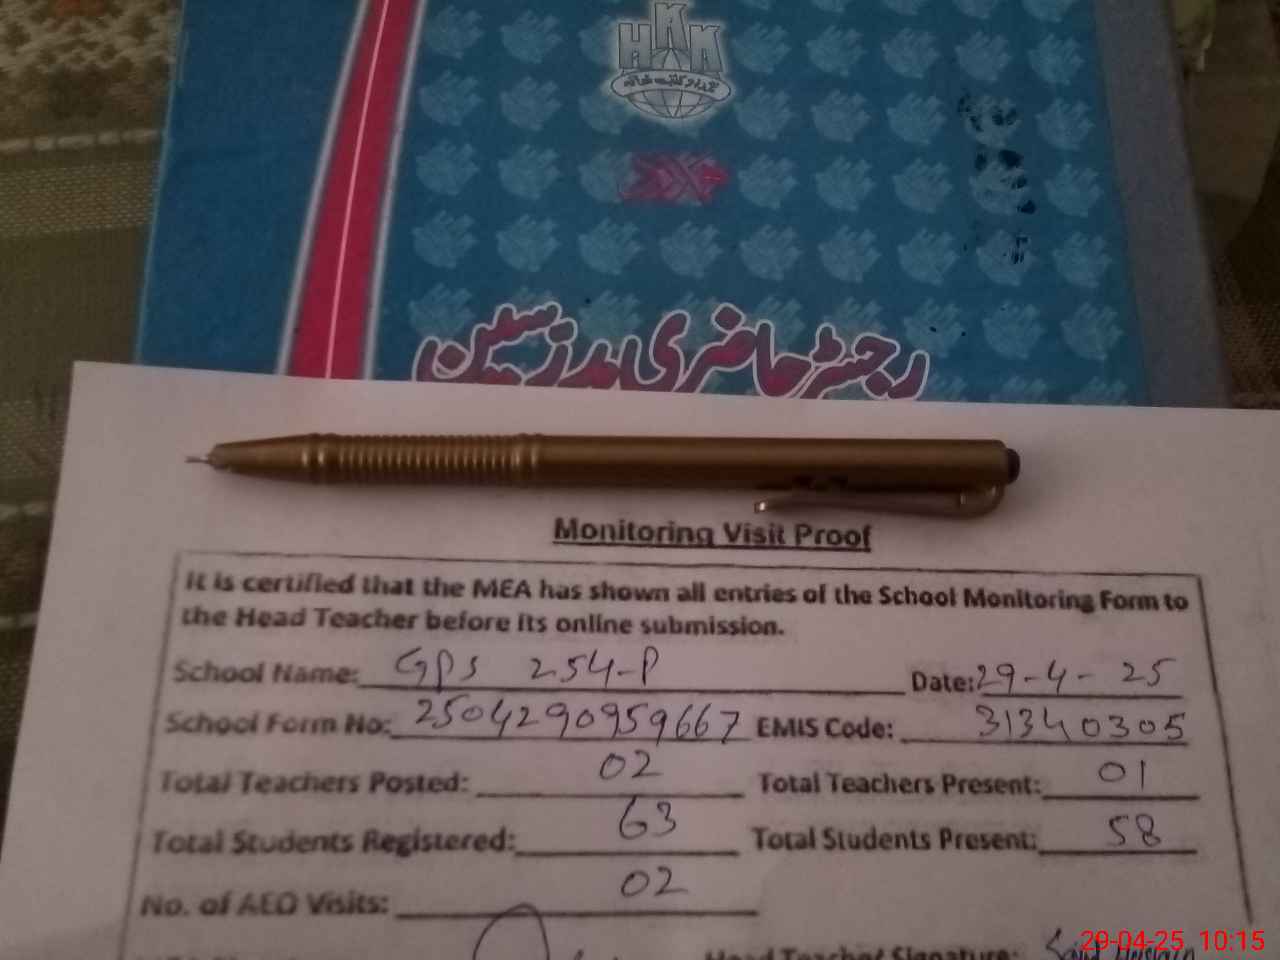 HKK
رجسٹر حاضری مدرسین
Monitoring Visit Proof
It is certified that the MEA has shown all entries of the School Monitoring Form to
the Head Teacher before its online submission.
School Name: GPS 254-P Date: 29-4-25
School Form No: 2504290959667 EMIS Code: 31340305
Total Teachers Posted: 02 Total Teachers Present: 01
Total Students Registered: 63 Total Students Present: 58
No. of AEO Visits: 02
Head Teacher Signature:
29-04-25 10:15